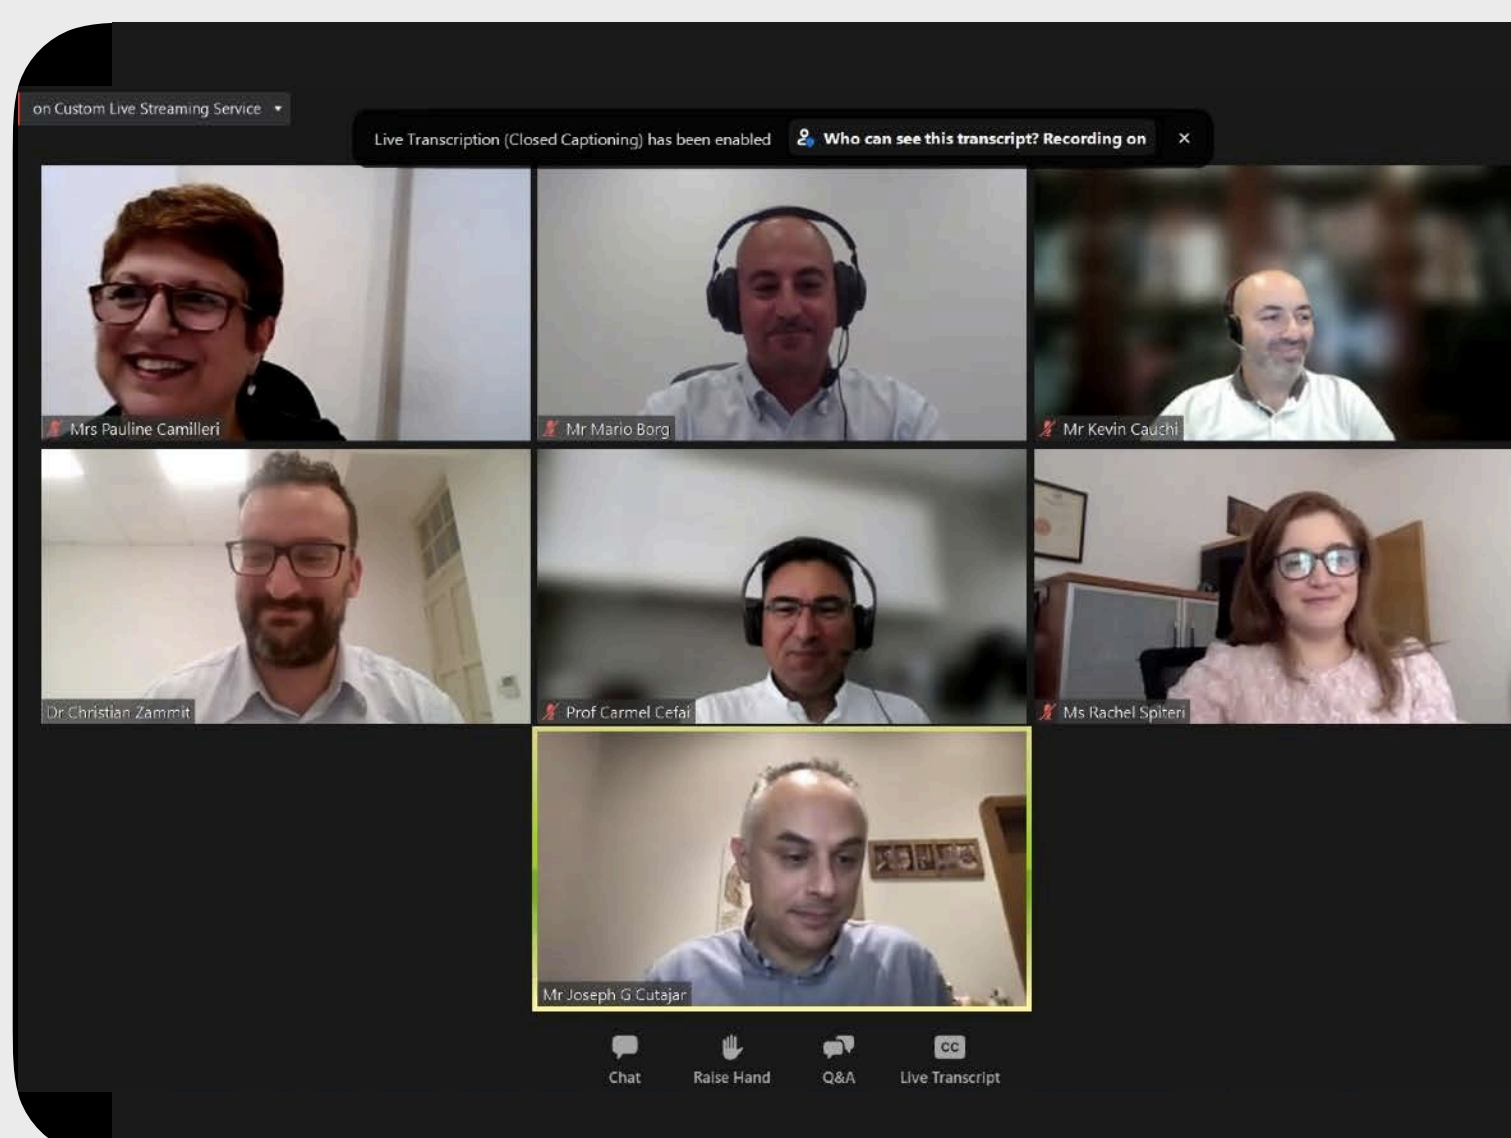 on Custom Live Streaming Service
Live Transcription (Closed Captioning) has been enabled
Who can see this transcript? Recording on
Mrs Pauline Camilleri
Mr Mario Borg
Mr Kevin Cauchi
Dr Christian Zammit
Prof Carmel Cefai
Ms Rachel Spiteri
Mr Joseph G Cutajar
CC
Chat
Raise Hand
Q&A
Live Transcript